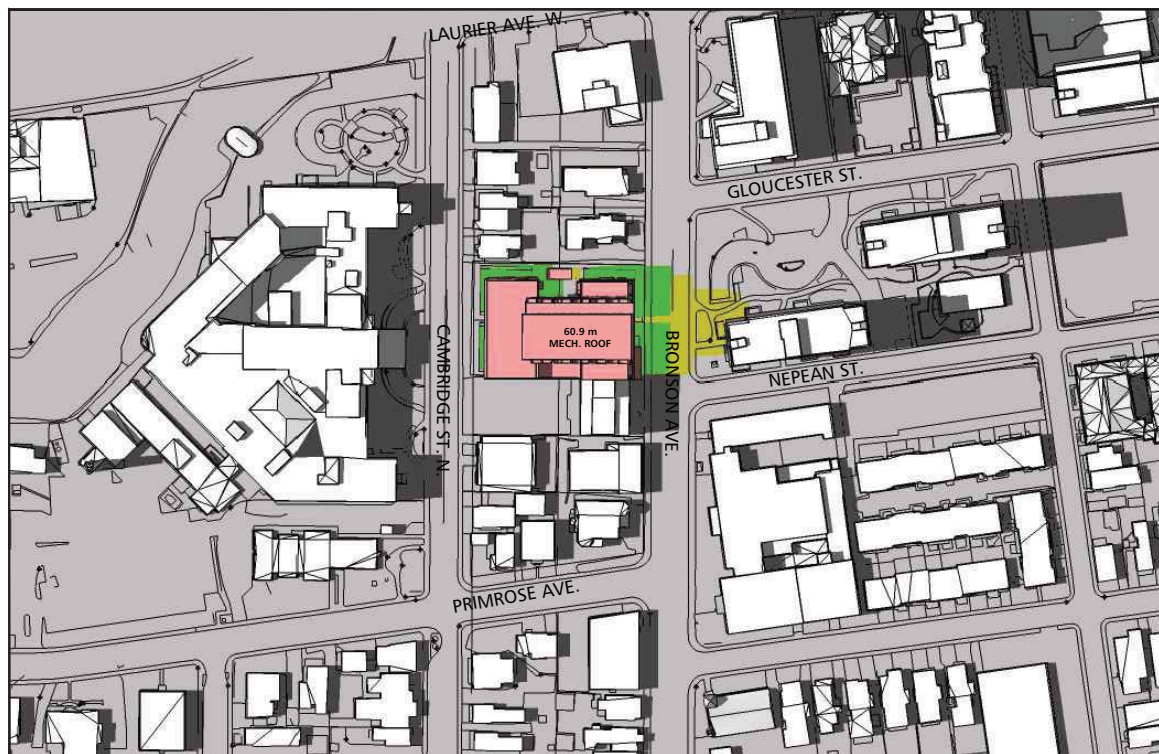 LAURIER AVE. W.
GLOUCESTER ST.
60.9 m
MECH. ROOF
CAMBRIDGE ST. N
BRONSON AVE.
NEPEAN ST.
PRIMROSE AVE.